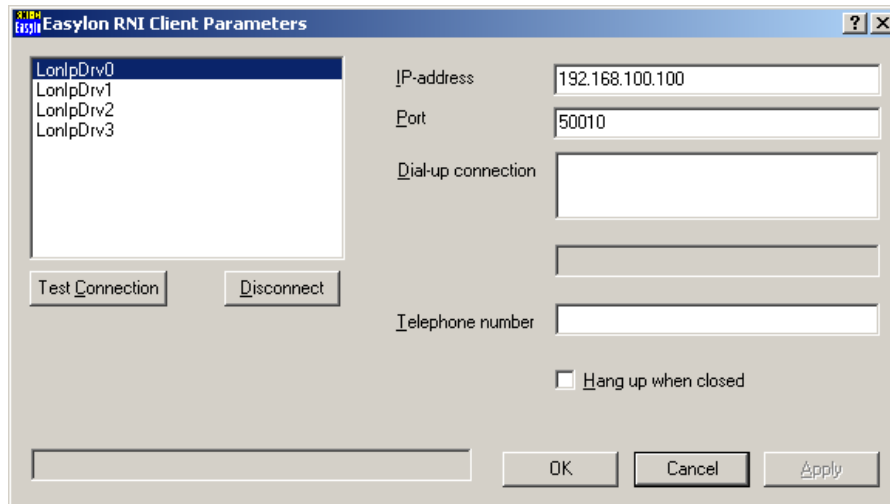 Easylon RNI Client Parameters
LonIpDrv0
LonIpDrv1
LonIpDrv2
LonIpDrv3
Test Connection
Disconnect
IP-address
192.168.100.100
Port
50010
Dial-up connection
Telephone number
Hang up when closed
OK
Cancel
Apply